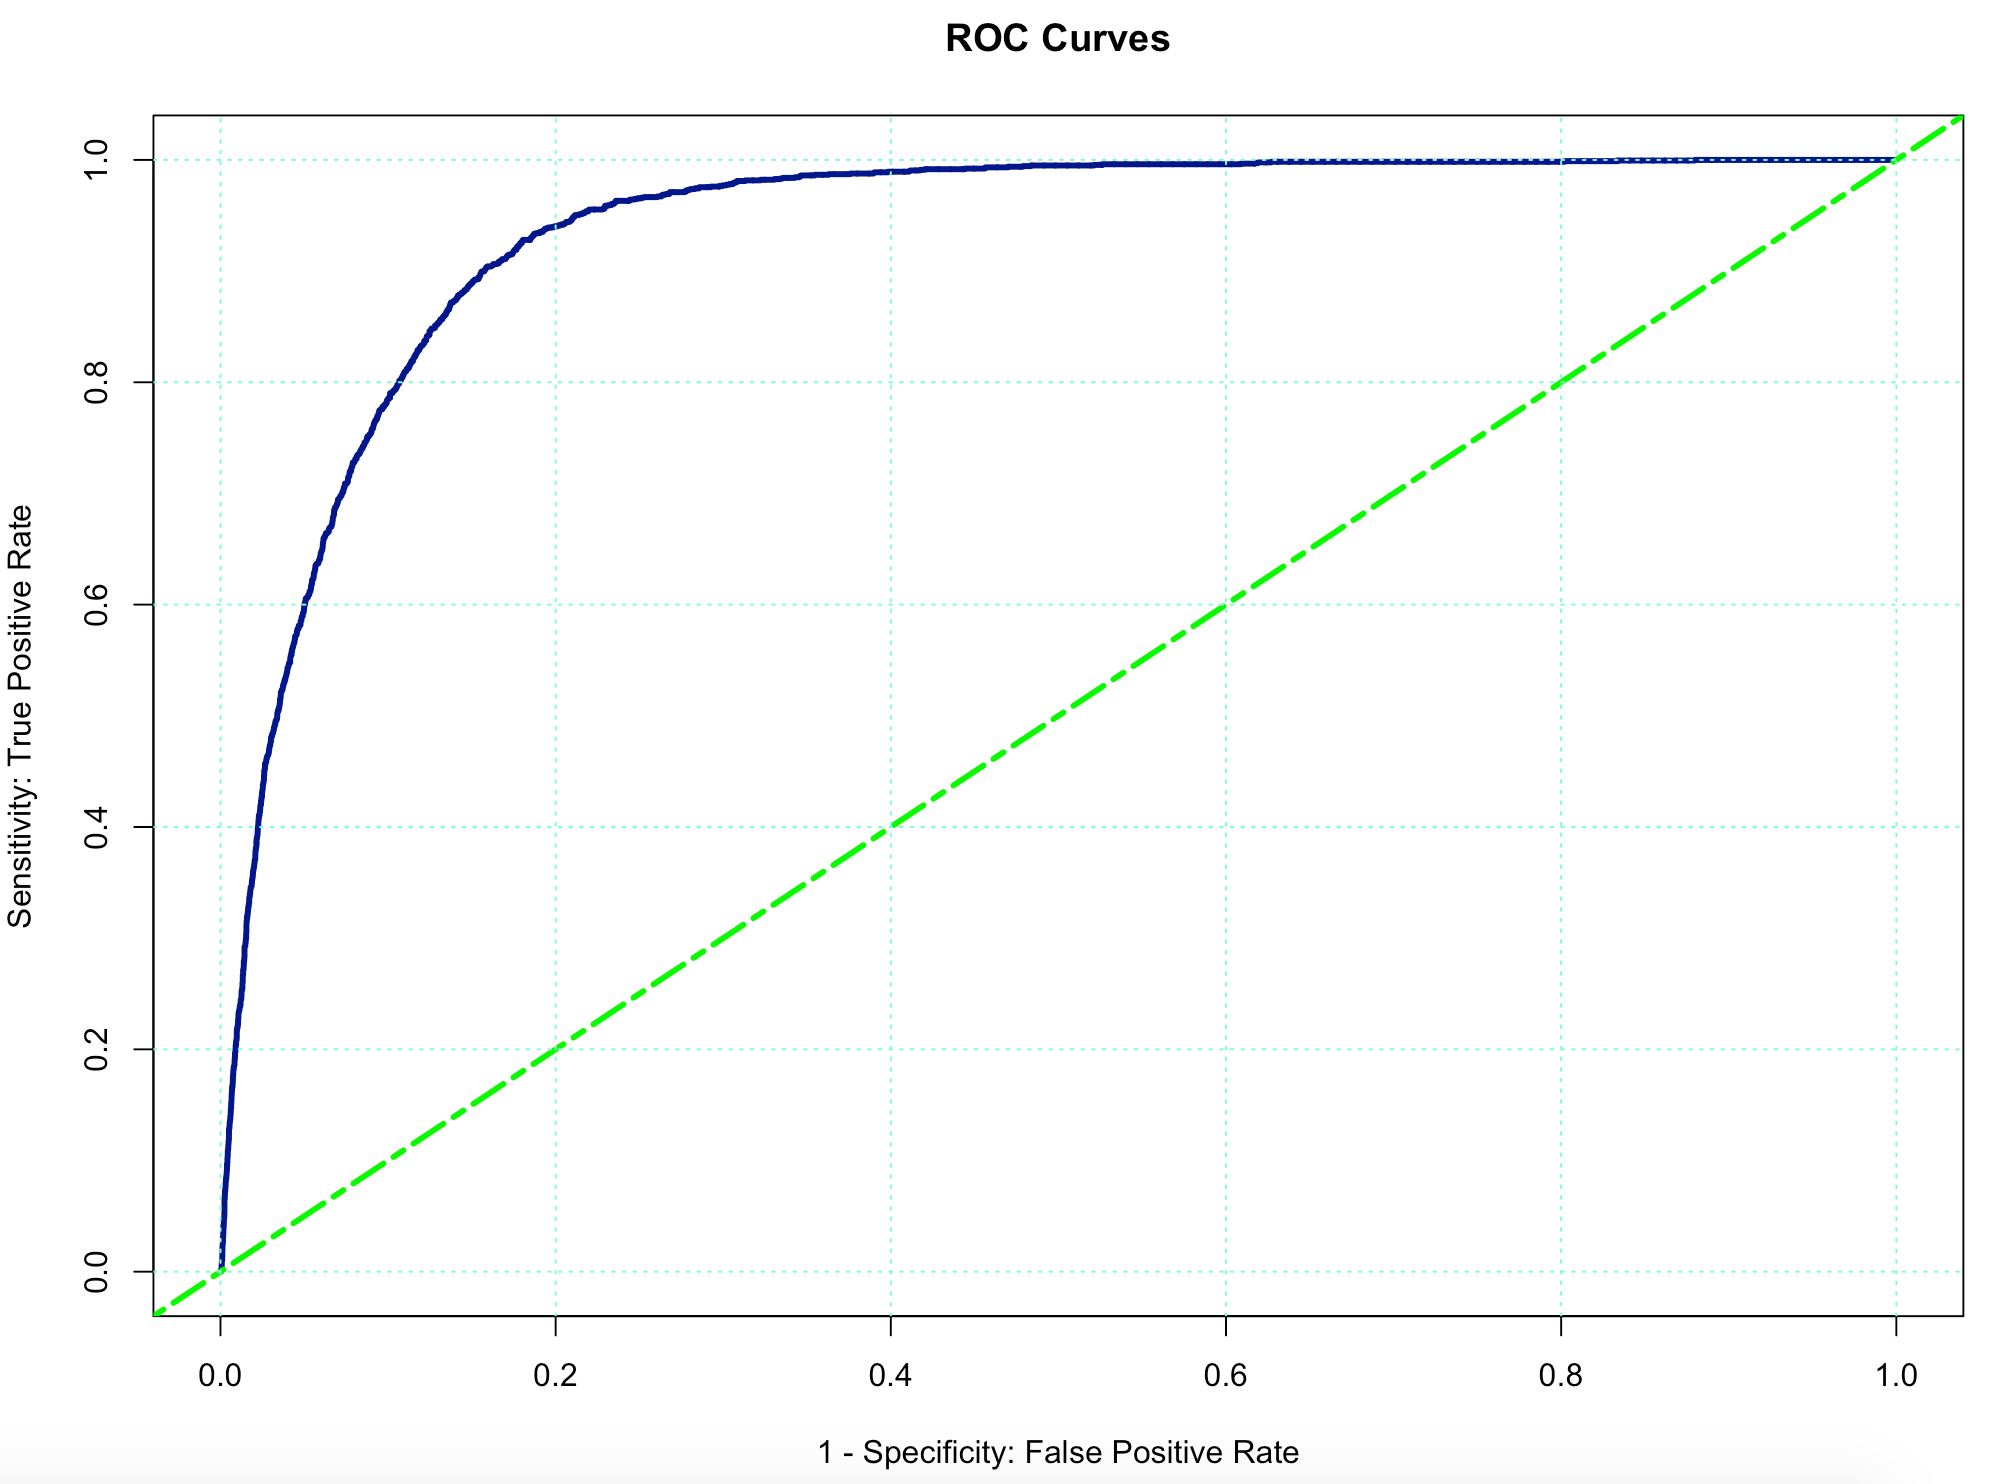 ROC Curves
Sensitivity: True Positive Rate
1.0
0.8
0.6
0.4
0.2
0.0
0.0 0.2 0.4 0.6 0.8 1.0
1 - Specificity: False Positive Rate